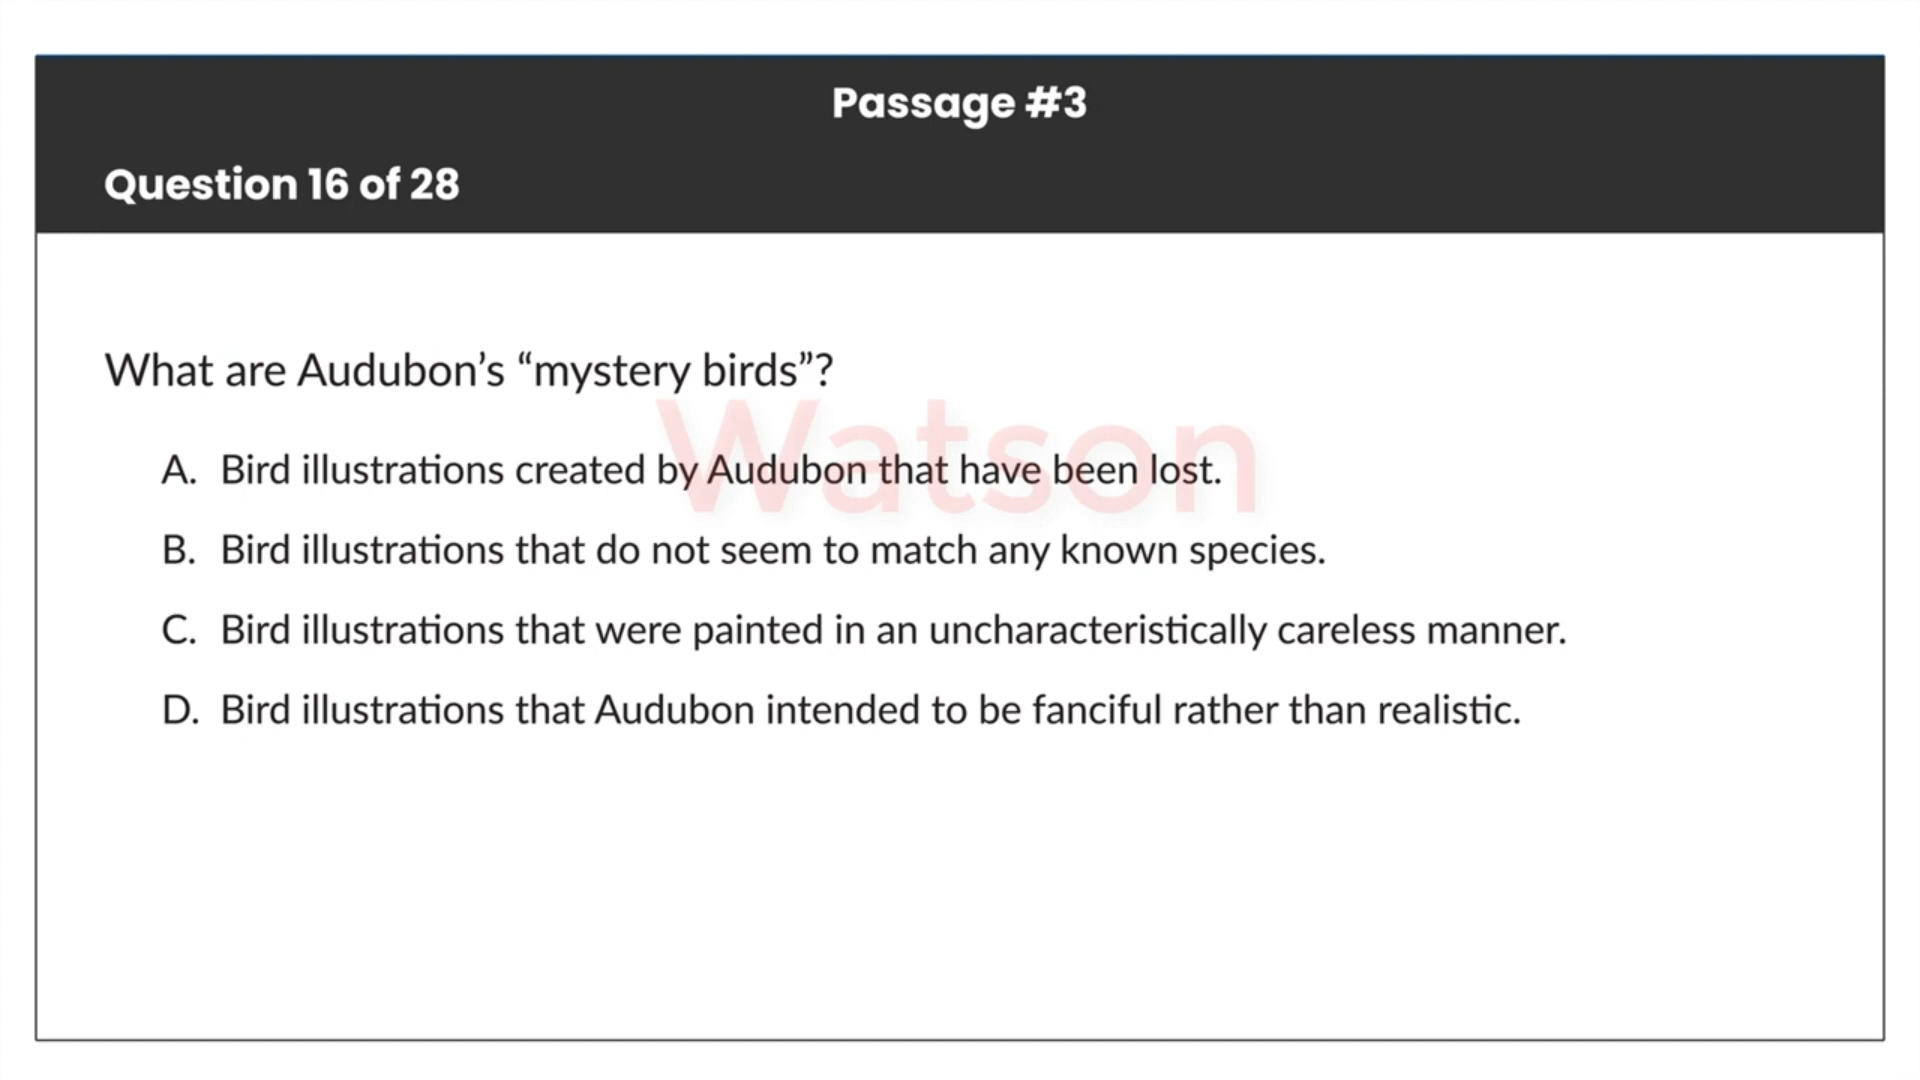 Passage #3
Question 16 of 28
What are Audubon’s “mystery birds”?
Watson
A. Bird illustrations created by Audubon that have been lost.
B. Bird illustrations that do not seem to match any known species.
C. Bird illustrations that were painted in an uncharacteristically careless manner.
D. Bird illustrations that Audubon intended to be fanciful rather than realistic.